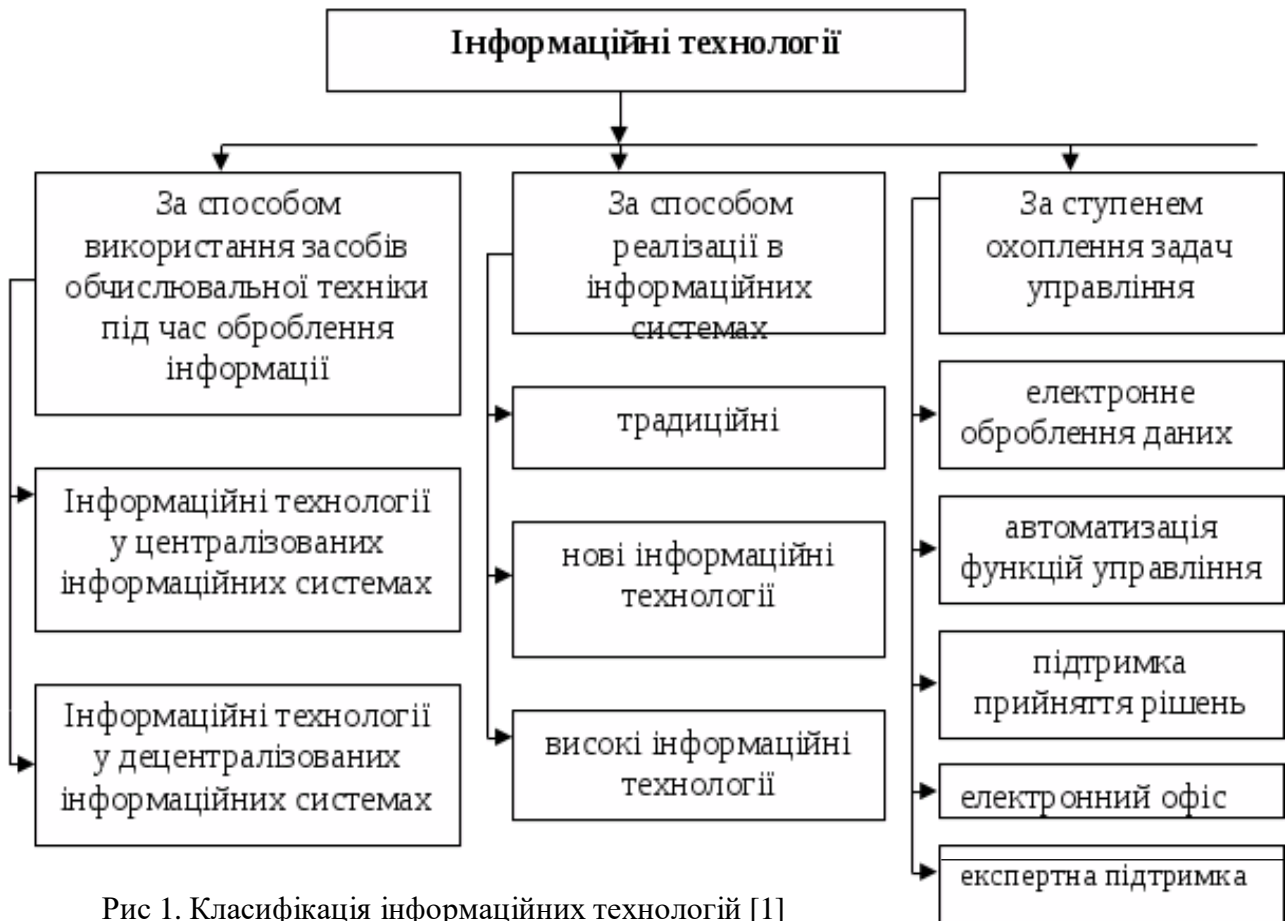 Інформаційні технології
За способом
використання засобів
обчислювальної техніки
під час оброблення
інформації
Інформаційні технології
у централізованих
інформаційних системах
Інформаційні технології
у децентралізованих
інформаційних системах
За способом
реалізації в
інформаційних
системах
традиційні
нові інформаційні
технології
високі інформаційні
технології
За ступенем
охоплення задач
управління
електронне
оброблення даних
автоматизація
функцій управління
підтримка
прийняття рішень
електронний офіс
експертна підтримка
Рис 1. Класифікація інформаційних технологій [1]